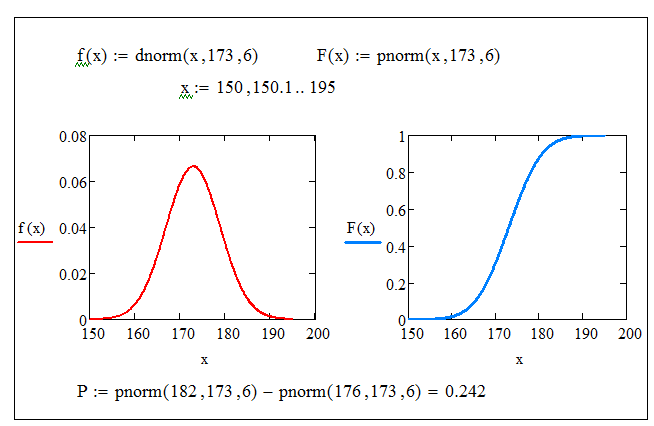 f(x) := dnorm(x,173,6) F(x) := pnorm(x,173,6)
x := 150,150.1 .. 195
0.08
0.06
0.04
0.02
0
f(x)
150 160 170 180 190 200
x
1
0.8
0.6
0.4
0.2
0
F(x)
150 160 170 180 190 200
x
P := pnorm(182,173,6) − pnorm(176,173,6) = 0.242